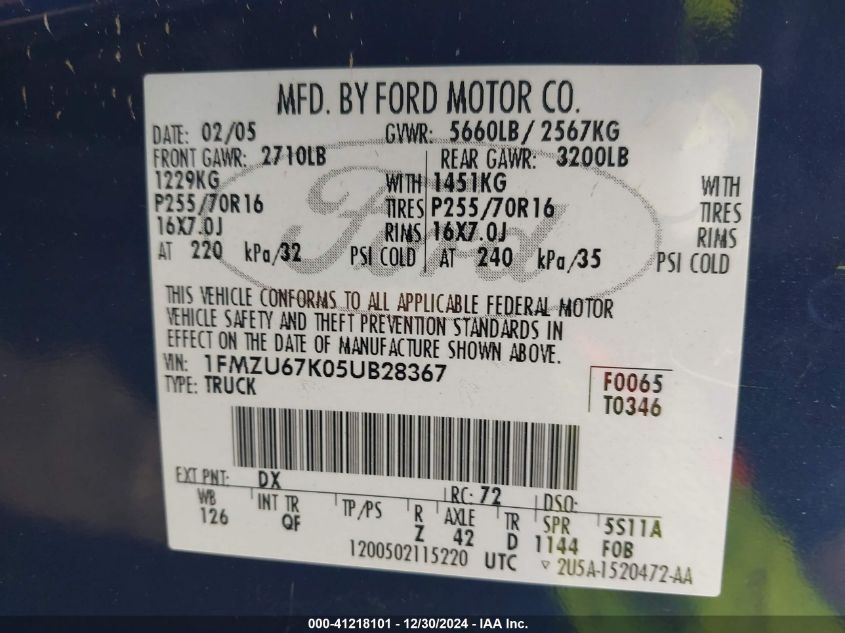 MFD. BY FORD MOTOR CO.
DATE: 02/05 GVWR: 5660LB/ 2567KG
FRONT GAWR: 2710LB REAR GAWR: 3200LB
1229KG WITH 1451KG WITH
P255/70R16 TIRES P255/70R16 TIRES
16X7.0J RIMS 16X7.0J RIMS
AT 220 kPa/32 PSI COLD AT 240 kPa/35 PSI COLD
Ford
THIS VEHICLE CONFORMS TO ALL APPLICABLE FEDERAL MOTOR
VEHICLE SAFETY AND THEFT PREVENTION STANDARDS IN
EFFECT ON THE DATE OF MANUFACTURE SHOWN ABOVE.
VIN: 1FMZU67K05UB28367 F0065
TYPE: TRUCK T0346
EXT PNT: DX RC: 72 DSO:
WB INT TR TP/PS R AXLE TR SPR 5S11A
126 QF Z 42 D 1144 FOB
1200502115220 UTC ▽ 2U5A-1520472-AA
000-41218101 - 12/30/2024 - IAA Inc.